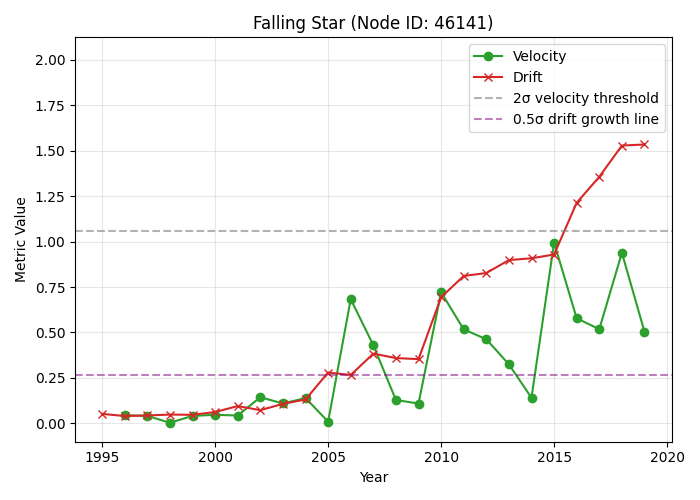 Falling Star (Node ID: 46141)
Velocity
Drift
2σ velocity threshold
0.5σ drift growth line
Metric Value
2.00
1.75
1.50
1.25
1.00
0.75
0.50
0.25
0.00
1995 2000 2005 2010 2015 2020
Year